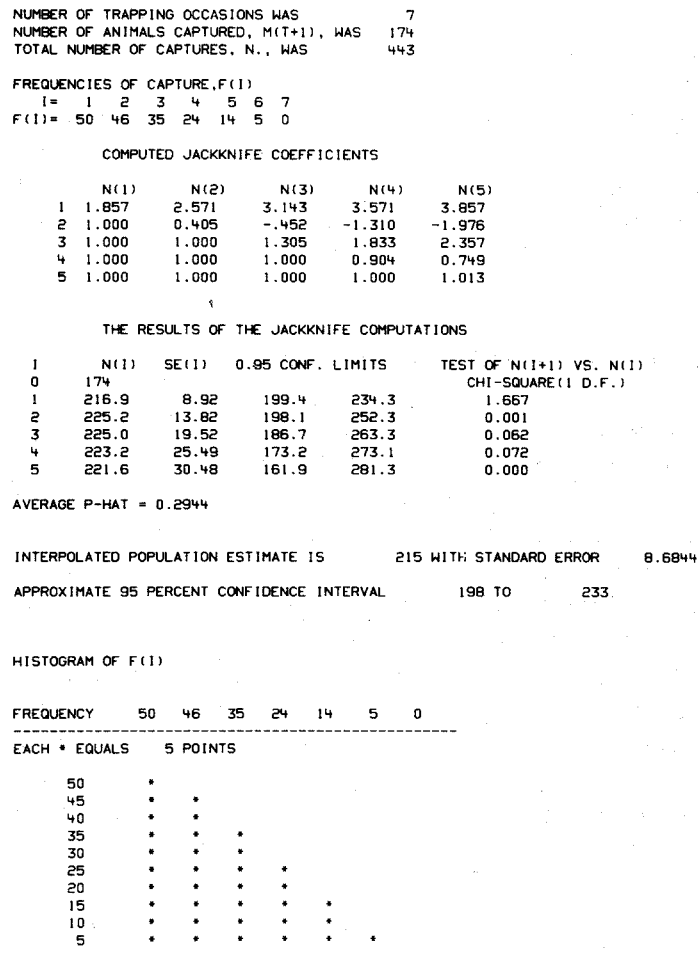 NUMBER OF TRAPPING OCCASIONS WAS 7
NUMBER OF ANIMALS CAPTURED, M(T+1), WAS 174
TOTAL NUMBER OF CAPTURES, N., WAS 443
FREQUENCIES OF CAPTURE,F(I)
I= 1 2 3 4 5 6 7
F(I)= 50 46 35 24 14 5 0
COMPUTED JACKKNIFE COEFFICIENTS
N(1) N(2) N(3) N(4) N(5)
1 1.857 2.571 3.143 3.571 3.857
2 1.000 0.405 -.452 -1.310 -1.976
3 1.000 1.000 1.305 1.833 2.357
4 1.000 1.000 1.000 0.904 0.749
5 1.000 1.000 1.000 1.000 1.013
THE RESULTS OF THE JACKKNIFE COMPUTATIONS
I N(I) SE(I) 0.95 CONF. LIMITS TEST OF N(I+1) VS. N(I)
0 174 CHI-SQUARE(1 D.F.)
1 216.9 8.92 199.4 234.3 1.667
2 225.2 13.82 198.1 252.3 0.001
3 225.0 19.52 186.7 263.3 0.062
4 223.2 25.49 173.2 273.1 0.072
5 221.6 30.48 161.9 281.3 0.000
AVERAGE P-HAT = 0.2944
INTERPOLATED POPULATION ESTIMATE IS 215 WITH STANDARD ERROR 8.6844
APPROXIMATE 95 PERCENT CONFIDENCE INTERVAL 198 TO 233
HISTOGRAM OF F(I)
FREQUENCY 50 46 35 24 14 5 0
------------------------------------------------------
EACH * EQUALS 5 POINTS
50 *
45 * *
40 * *
35 * * *
30 * * *
25 * * * *
20 * * * *
15 * * * * *
10 * * * * *
5 * * * * * *